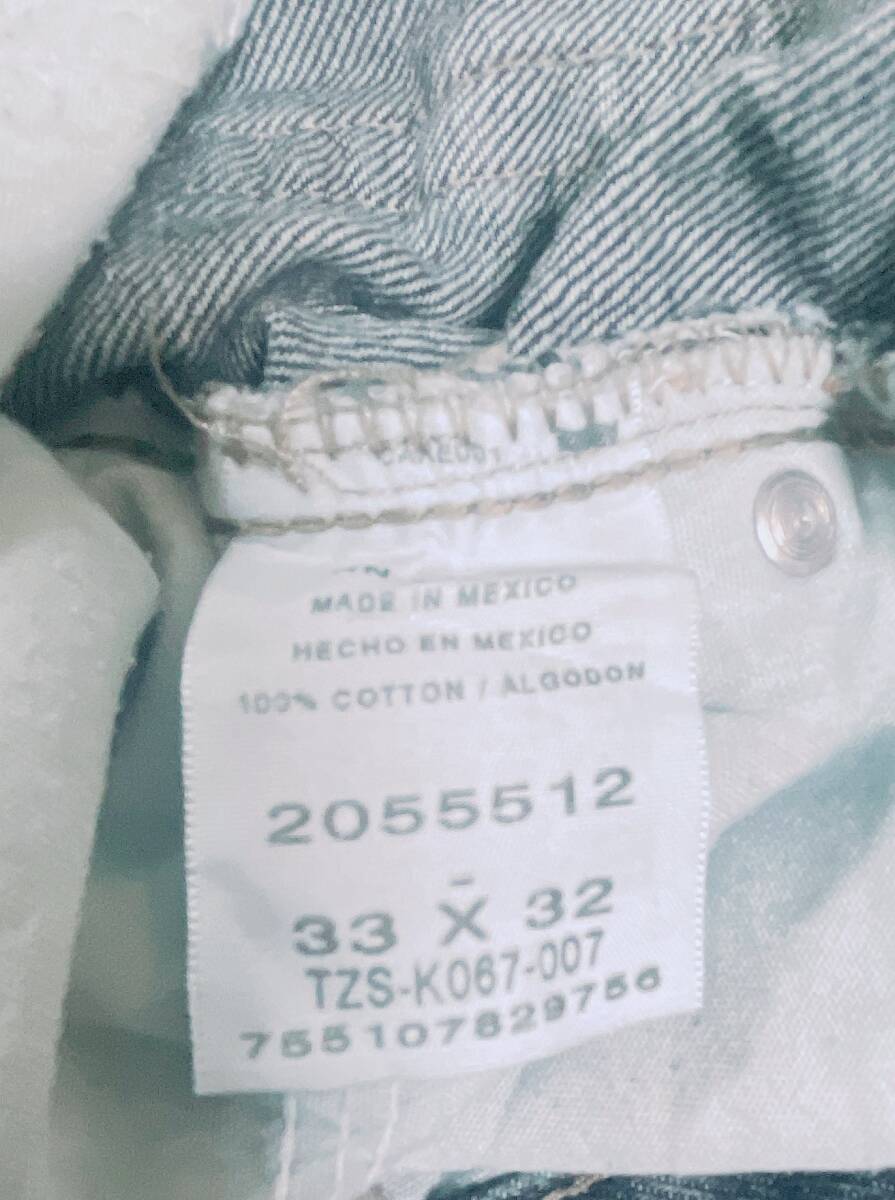 MADE IN MEXICO
HECHO EN MEXICO
100% COTTON / ALGODON
2055512
-
33 X 32
TZS-K067-007
755107829756